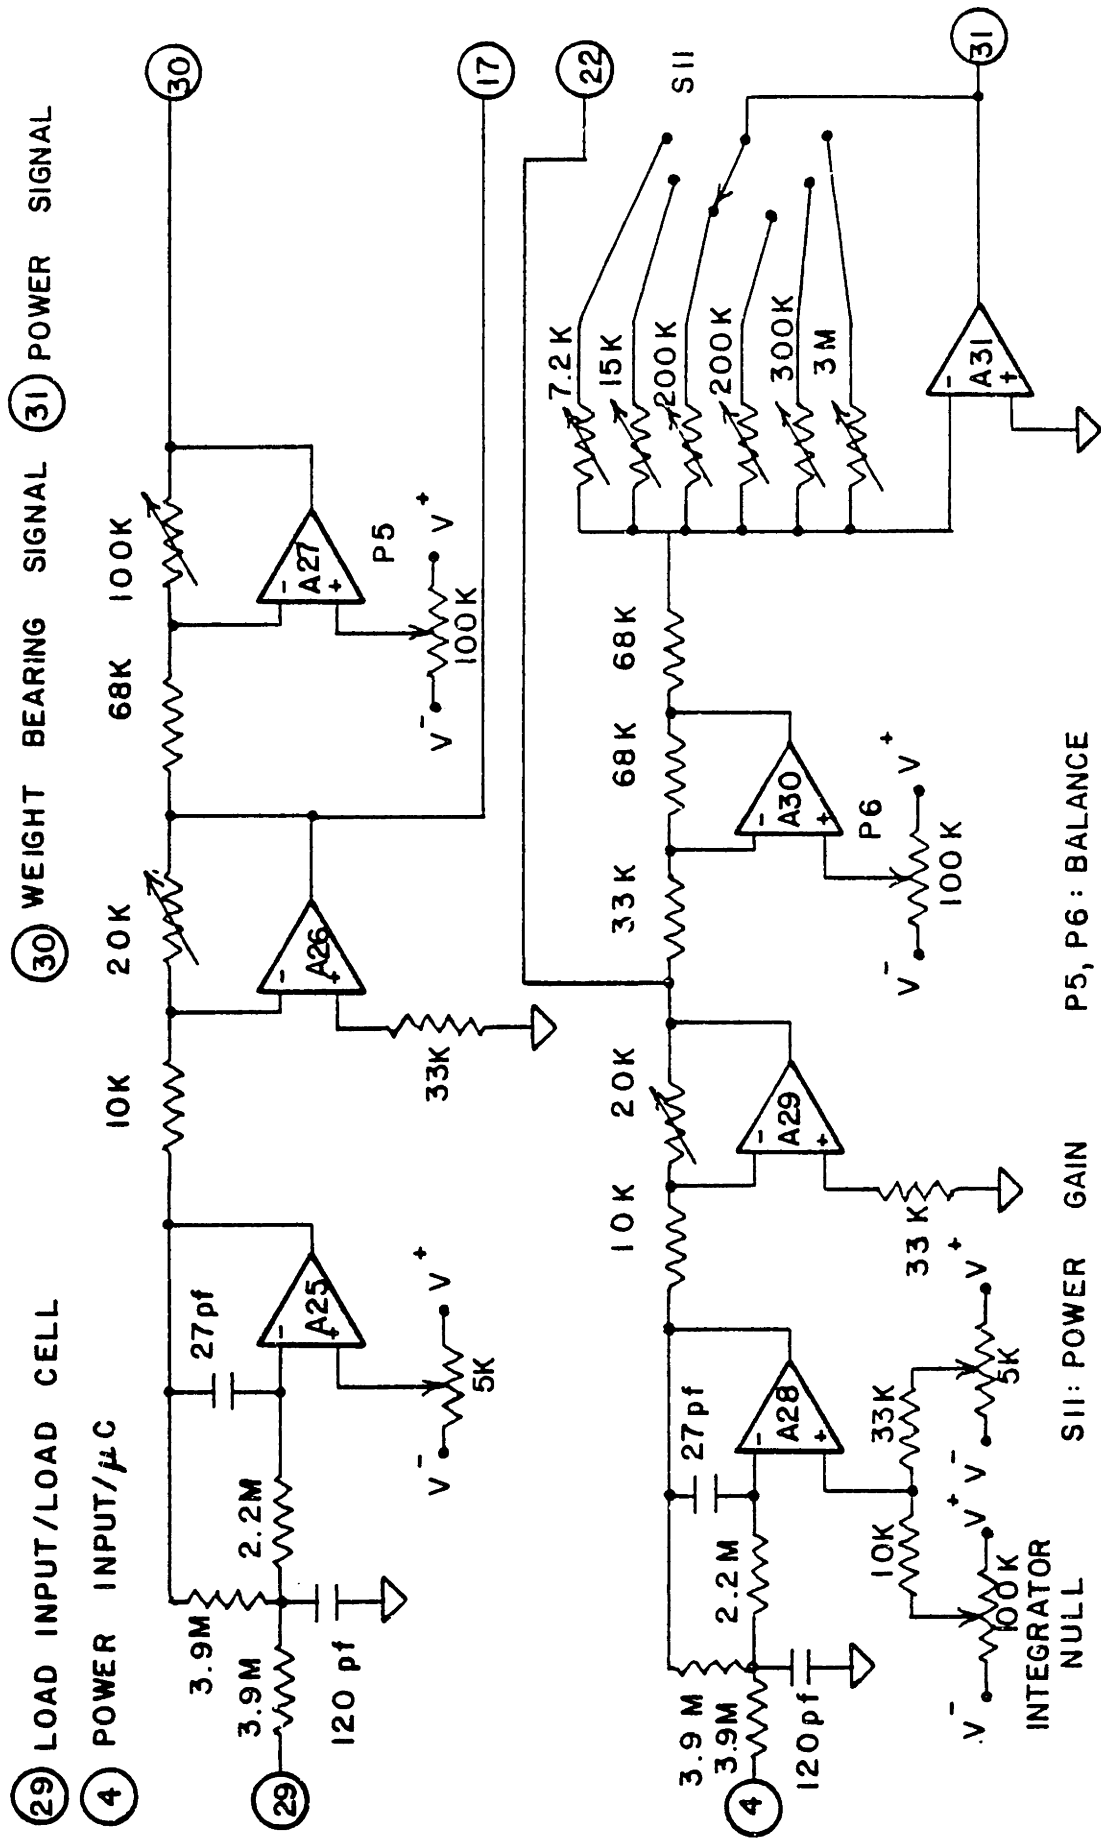 29 LOAD INPUT/LOAD CELL
30 WEIGHT BEARING SIGNAL
31 POWER SIGNAL
4 POWER INPUT/μC
29
3.9M
3.9M
120 pf
2.2M
27pf
-
A25
+
V-
5K
V+
10K
20K
-
A26
+
33K
68K
100K
-
A27
+
P5
V-
100K
V+
30
17
22
4
3.9 M
3.9M
120pf
2.2M
27pf
-
A28
+
10K
33K
V-
100K
V+
INTEGRATOR
NULL
V-
5K
V+
10K
20K
-
A29
+
33K
33K
68K
-
A30
+
P6
V-
100K
V+
68K
7.2K
15K
200K
200K
300K
3M
S11
-
A31
+
31
S11: POWER GAIN
P5, P6: BALANCE